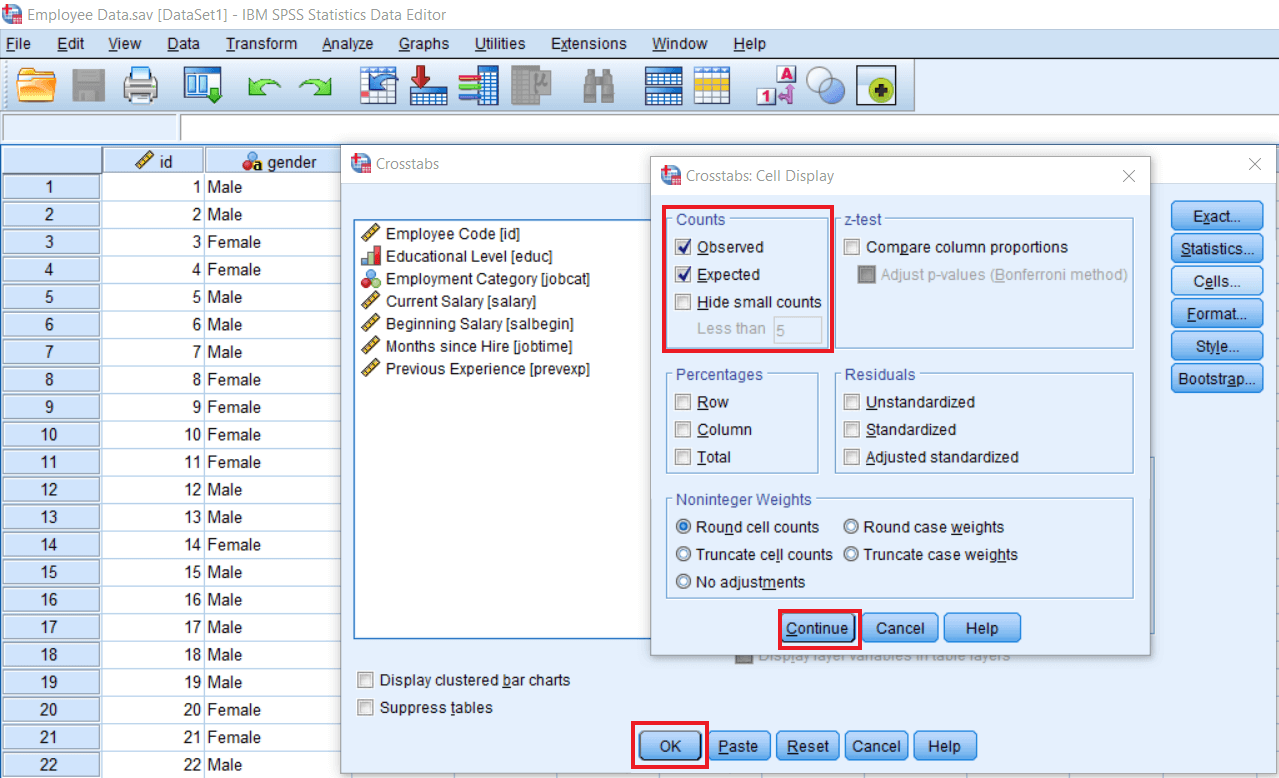 Employee Data.sav [DataSet1] - IBM SPSS Statistics Data Editor
File Edit View Data Transform Analyze Graphs Utilities Extensions Window Help
id gender
1 1 Male
2 2 Male
3 3 Female
4 4 Female
5 5 Male
6 6 Male
7 7 Male
8 8 Female
9 9 Female
10 10 Female
11 11 Female
12 12 Male
13 13 Male
14 14 Female
15 15 Male
16 16 Male
17 17 Male
18 18 Male
19 19 Male
20 20 Female
21 21 Female
22 22 Male
Crosstabs
Employee Code [id]
Educational Level [educ]
Employment Category [jobcat]
Current Salary [salary]
Beginning Salary [salbegin]
Months since Hire [jobtime]
Previous Experience [prevexp]
Exact...
Statistics...
Cells...
Format...
Style...
Bootstrap...
Crosstabs: Cell Display
Counts
Observed
Expected
Hide small counts
Less than 5
z-test
Compare column proportions
Adjust p-values (Bonferroni method)
Percentages
Row
Column
Total
Residuals
Unstandardized
Standardized
Adjusted standardized
Noninteger Weights
Round cell counts Round case weights
Truncate cell counts Truncate case weights
No adjustments
Continue Cancel Help
Display layer variables in table layers
Display clustered bar charts
Suppress tables
OK Paste Reset Cancel Help